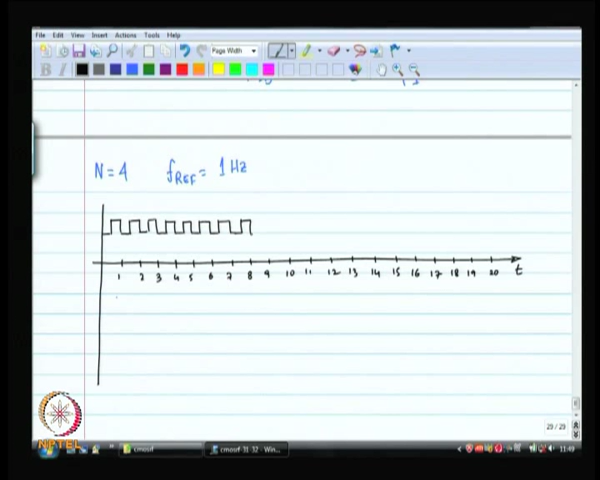 File Edit View Insert Actions Tools Help
Page Width
B I
N=4 fREF= 1 Hz
1 2 3 4 5 6 7 8 9 10 11 12 13 14 15 16 17 18 19 20 t
29 / 29
NPTEL
cmosrf
cmosrf-31-32 - Win...
11:49